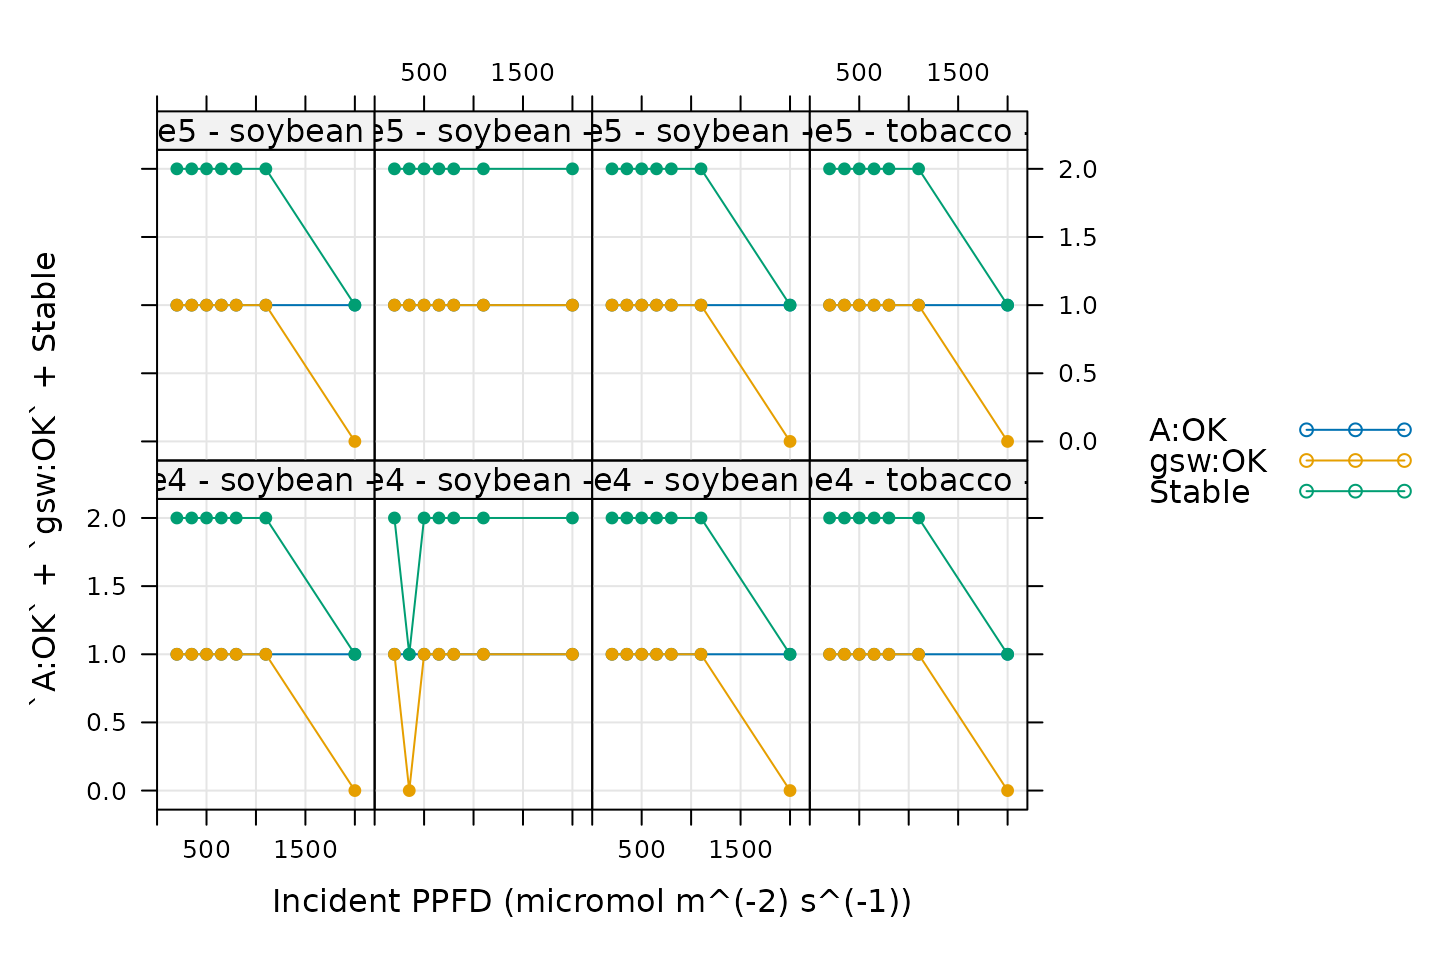 500 1500 500 1500
e5 - soybean e5 - soybean - e5 - soybean - e5 - tobacco -
2.0
1.5
1.0
0.5
0.0
e4 - soybean - e4 - soybean - e4 - soybean e4 - tobacco -
2.0
1.5
1.0
0.5
0.0
500 1500 500 1500
Incident PPFD (micromol m^(-2) s^(-1))
`A:OK` + `gsw:OK` + Stable
A:OK
gsw:OK
Stable